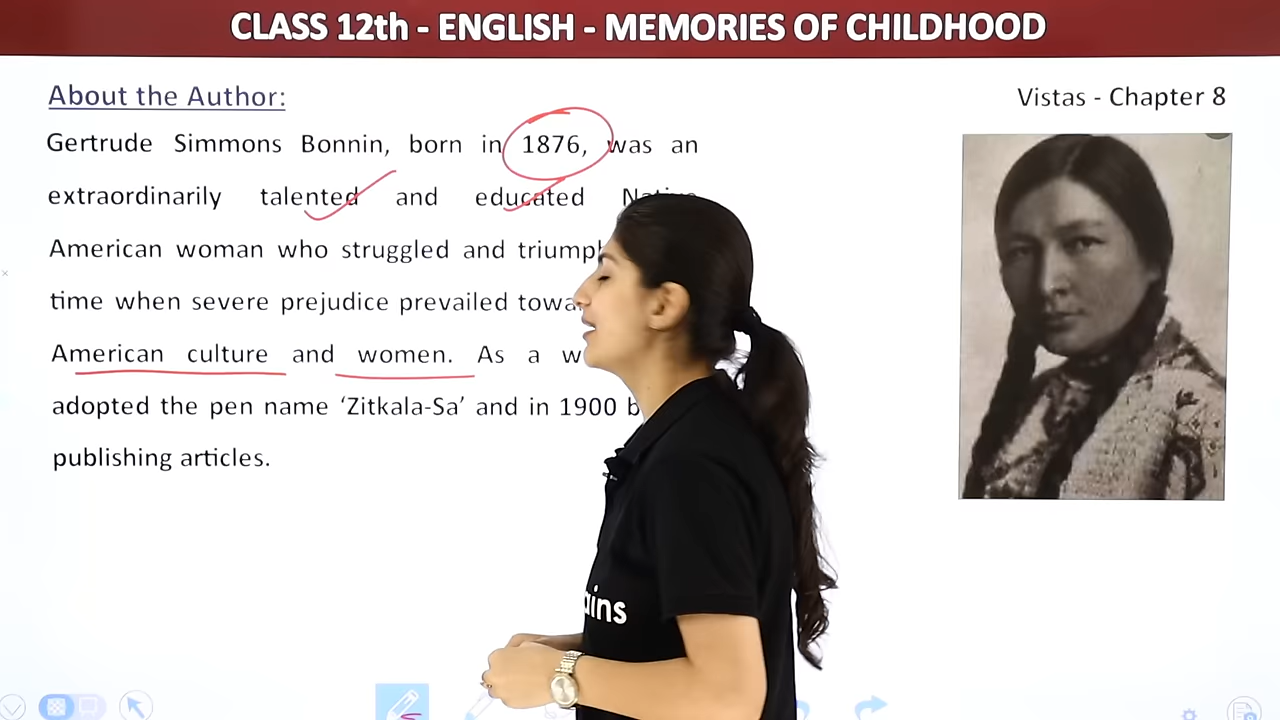 CLASS 12th - ENGLISH - MEMORIES OF CHILDHOOD
About the Author:
Vistas - Chapter 8
Gertrude Simmons Bonnin, born in 1876, was an
extraordinarily talented and educated
American woman who struggled and
time when severe prejudice prevailed
American culture and women. As a
adopted the pen name ‘Zitkala-Sa’ and in 1900
publishing articles.